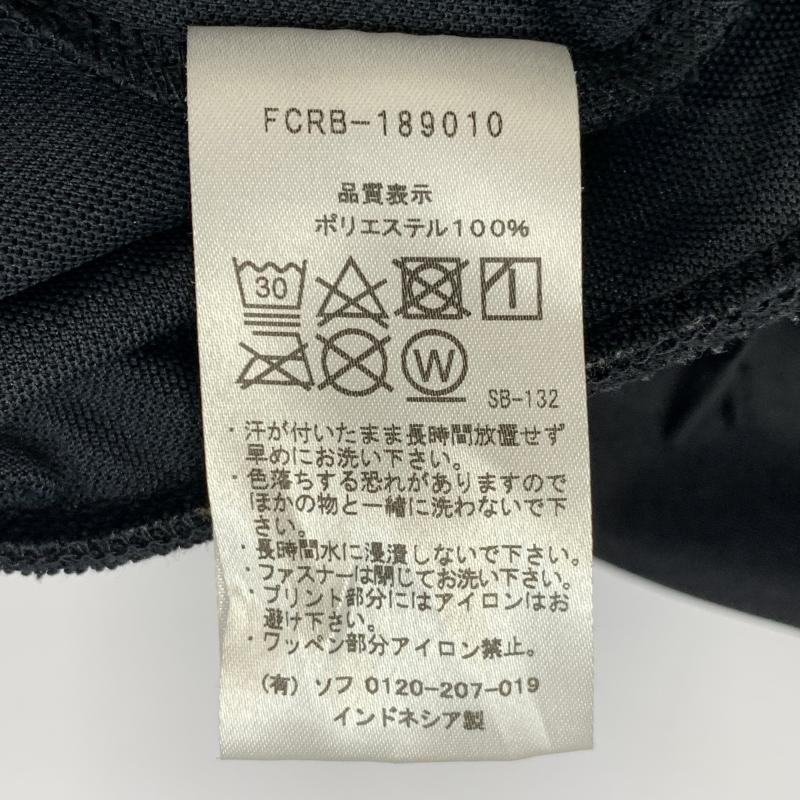 FCRB-189010
品質表示
ポリエステル100%
30
W
SB-132
・汗が付いたまま長時間放置せず
早めにお洗い下さい。
・色落ちする恐れがありますので
ほかの物と一緒に洗わないで下
さい。
・長時間水に浸漬しないで下さい。
・ファスナーは閉じてお洗い下さい。
・プリント部分にはアイロンはお
避け下さい。
・ワッペン部分アイロン禁止。
(有) ソフ 0120-207-019
インドネシア製